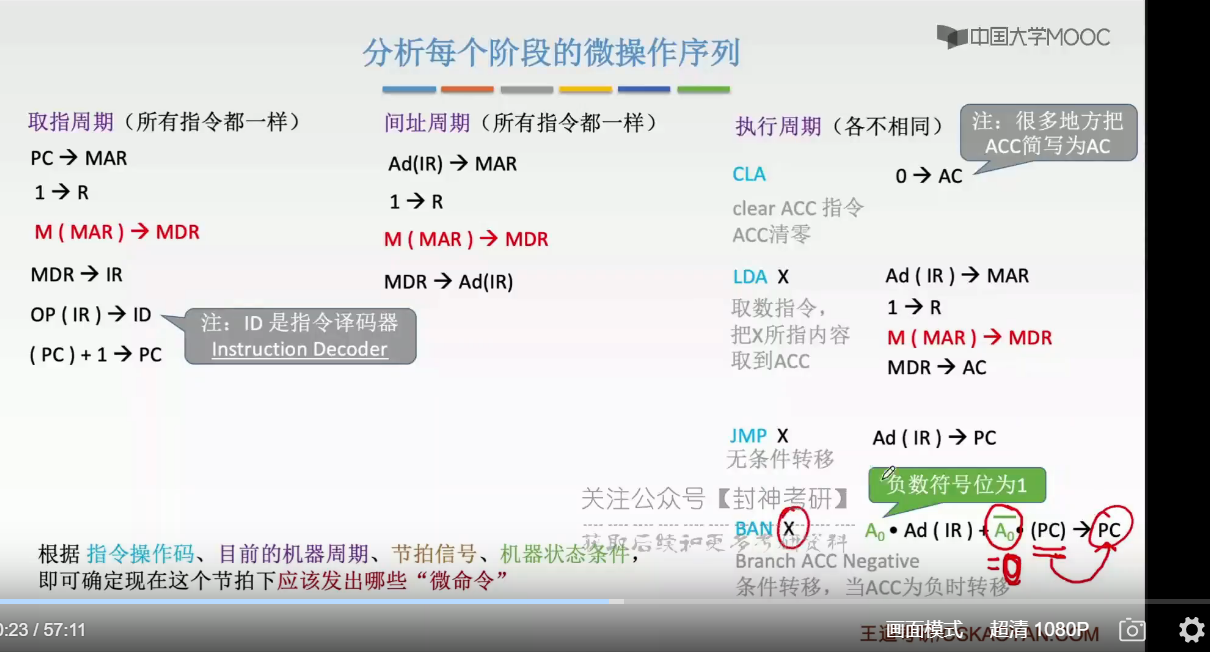 中国大学MOOC
分析每个阶段的微操作序列
取指周期（所有指令都一样）
PC → MAR
1 → R
M ( MAR ) → MDR
MDR → IR
OP ( IR ) → ID
( PC ) + 1 → PC
注：ID 是指令译码器
Instruction Decoder
间址周期（所有指令都一样）
Ad(IR) → MAR
1 → R
M ( MAR ) → MDR
MDR → Ad(IR)
执行周期（各不相同）
注：很多地方把
ACC简写为AC
CLA
0 → AC
clear ACC 指令
ACC清零
LDA X
Ad ( IR ) → MAR
取数指令，
1 → R
把X所指内容
M ( MAR ) → MDR
取到ACC
MDR → AC
JMP X
Ad ( IR ) → PC
无条件转移
负数符号位为1
关注公众号【封神考研】
BAN X
A₀ • Ad ( IR ) + A̅₀ • (PC) → PC
获取后续和更多考研资料
=0
Branch ACC Negative
条件转移，当ACC为负时转移
根据 指令操作码、目前的机器周期、节拍信号、机器状态条件，
即可确定现在这个节拍下应该发出哪些“微命令”
0:23 / 57:11
画面模式
超清 1080P